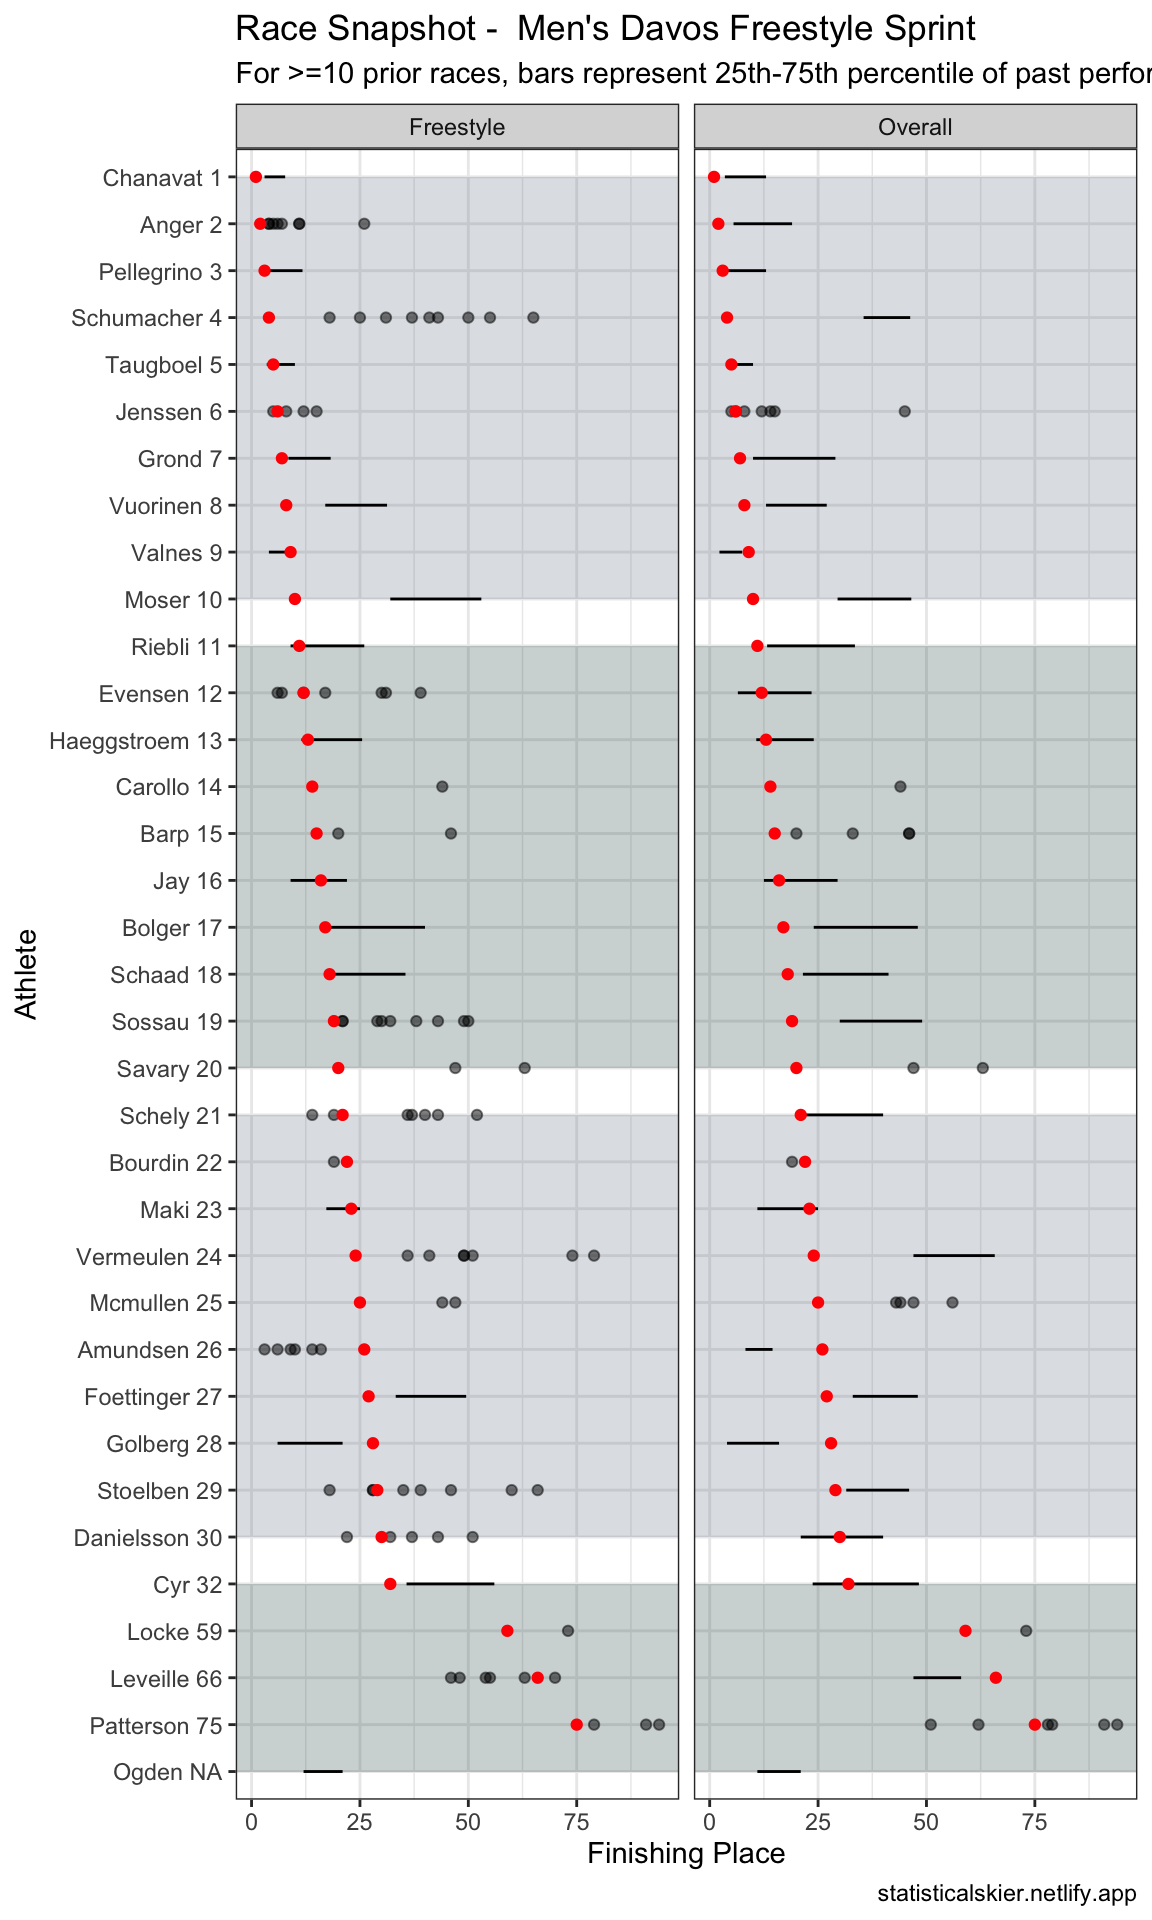 Race Snapshot -  Men's Davos Freestyle Sprint
For >=10 prior races, bars represent 25th-75th percentile of past perfor
Freestyle
Overall
Athlete
Chanavat 1
Anger 2
Pellegrino 3
Schumacher 4
Taugboel 5
Jenssen 6
Grond 7
Vuorinen 8
Valnes 9
Moser 10
Riebli 11
Evensen 12
Haeggstroem 13
Carollo 14
Barp 15
Jay 16
Bolger 17
Schaad 18
Sossau 19
Savary 20
Schely 21
Bourdin 22
Maki 23
Vermeulen 24
Mcmullen 25
Amundsen 26
Foettinger 27
Golberg 28
Stoelben 29
Danielsson 30
Cyr 32
Locke 59
Leveille 66
Patterson 75
Ogden NA
0 25 50 75
0 25 50 75
Finishing Place
statisticalskier.netlify.app